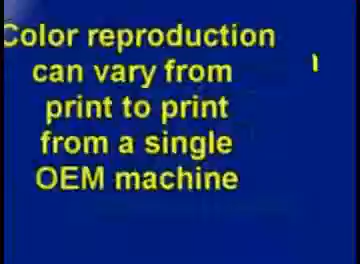 Color reproduction
can vary from
print to print
from a single
OEM machine